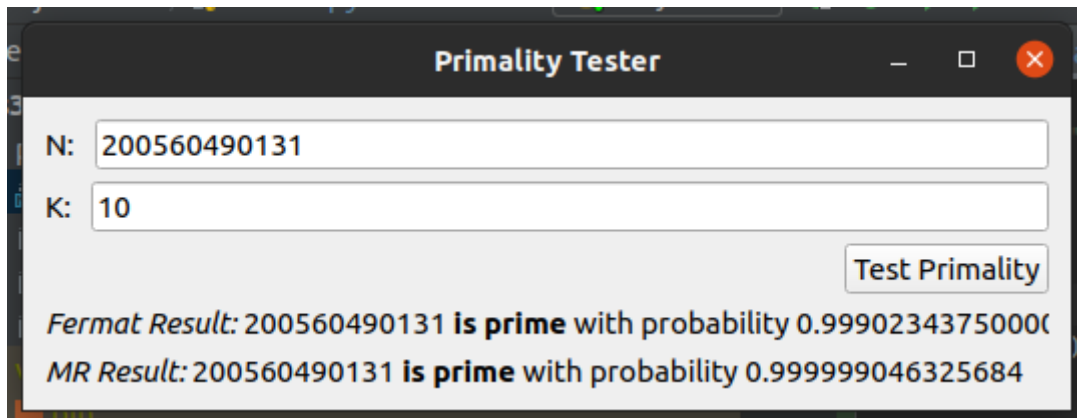 Primality Tester
N: 200560490131
K: 10
Test Primality
Fermat Result: 200560490131 is prime with probability 0.9990234375000
MR Result: 200560490131 is prime with probability 0.999999046325684